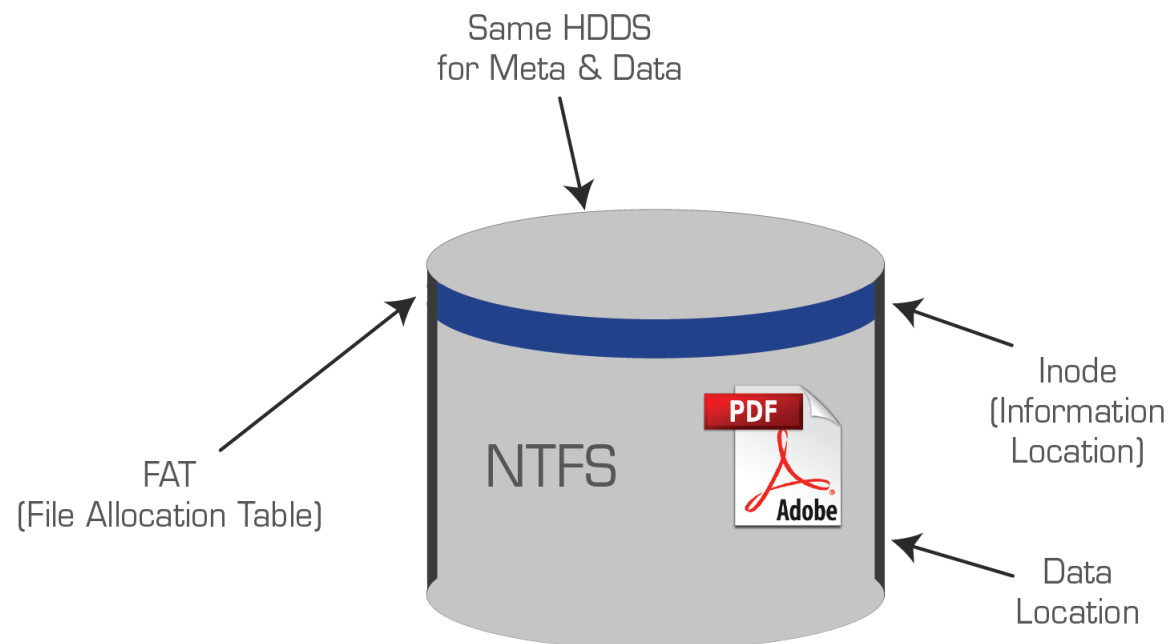 Same HDDS
for Meta & Data
Inode
(Information
Location)
FAT
(File Allocation Table)
NTFS
PDF
Adobe
Data
Location